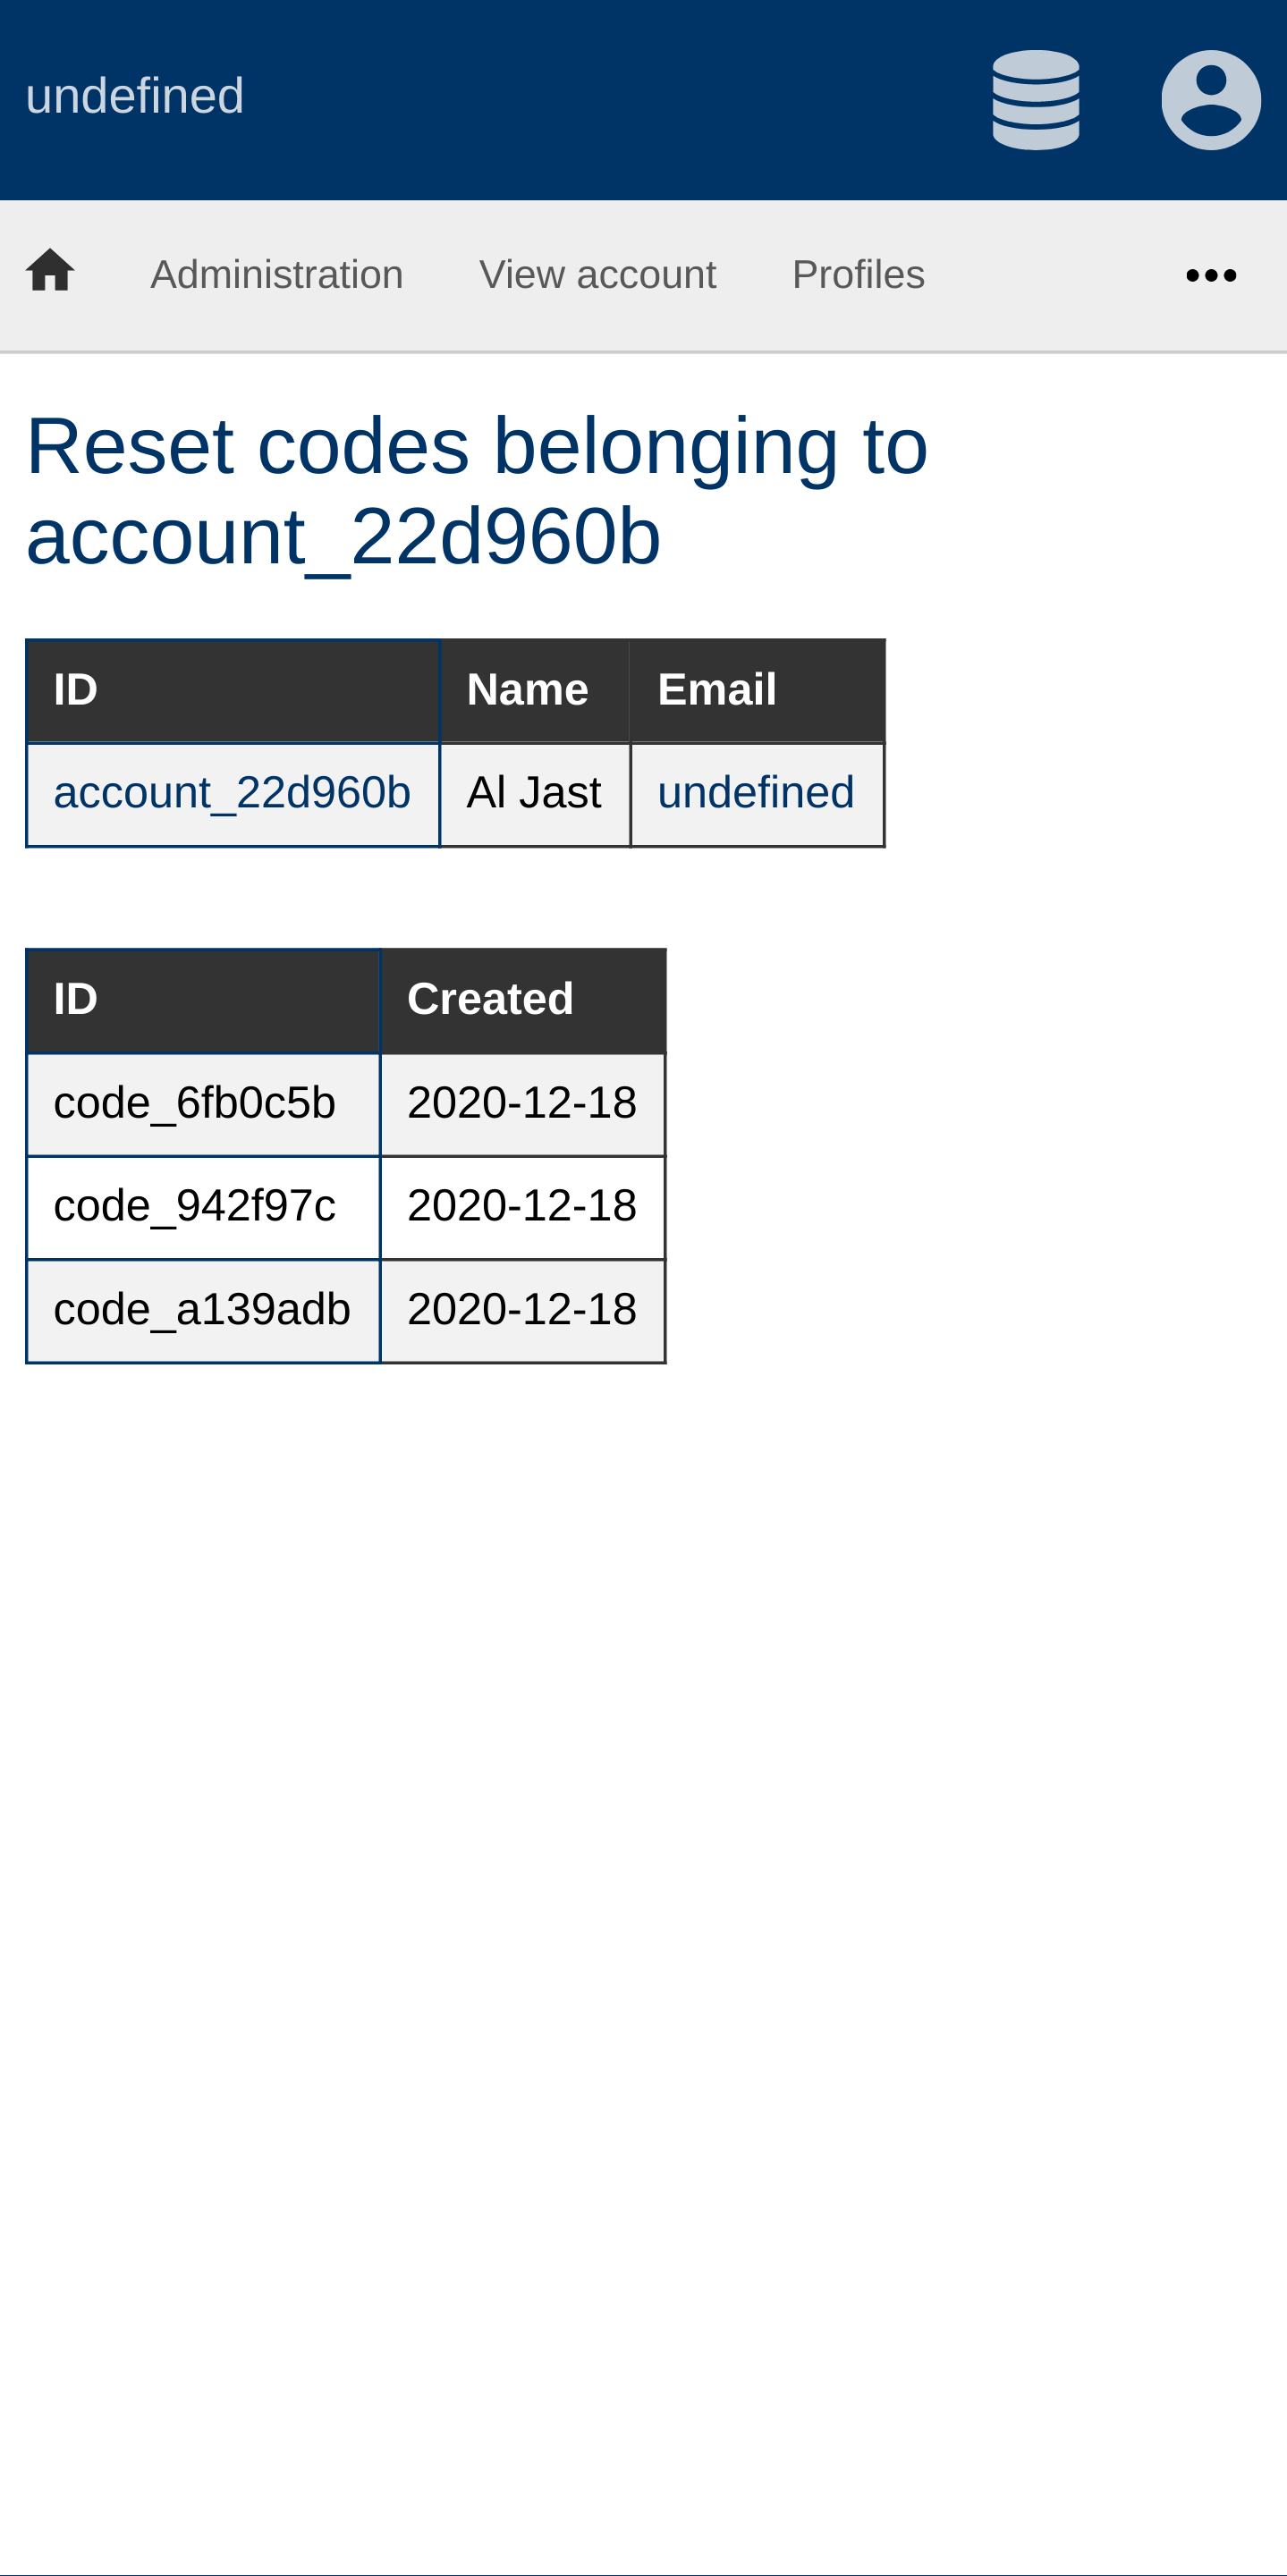 undefined
Administration View account Profiles
Reset codes belonging to
account_22d960b
ID Name Email
account_22d960b Al Jast undefined
ID Created
code_6fb0c5b 2020-12-18
code_942f97c 2020-12-18
code_a139adb 2020-12-18